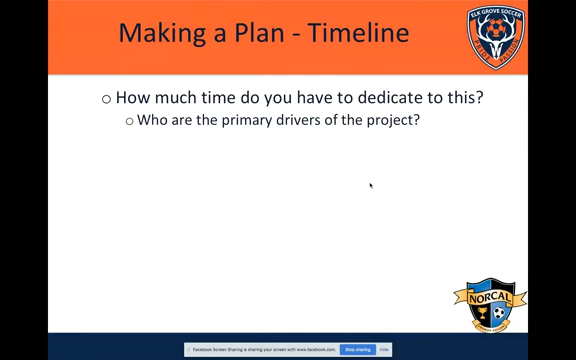 Making a Plan - Timeline
ELK GROVE SOCCER
PRIDE PASSION
o How much time do you have to dedicate to this?
o Who are the primary drivers of the project?
NORCAL
Facebook Screen Sharing is sharing your screen with www.facebook.com.
Stop sharing
Hide